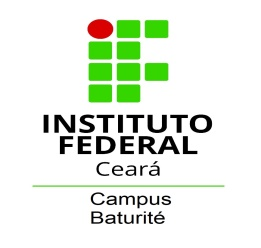 INSTITUTO
FEDERAL
Ceará
Campus
Baturité